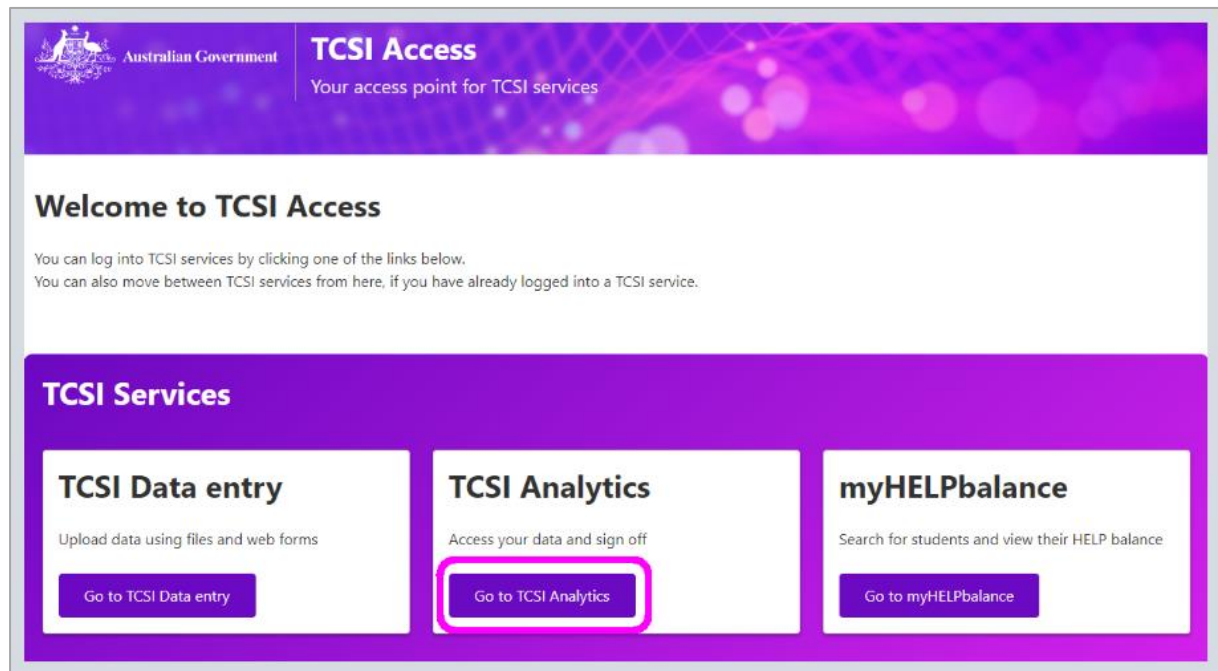 Australian Government
TCSI Access
Your access point for TCSI services
Welcome to TCSI Access
You can log into TCSI services by clicking one of the links below.
You can also move between TCSI services from here, if you have already logged into a TCSI service.
TCSI Services
TCSI Data entry
Upload data using files and web forms
Go to TCSI Data entry
TCSI Analytics
Access your data and sign off
Go to TCSI Analytics
myHELPbalance
Search for students and view their HELP balance
Go to myHELPbalance